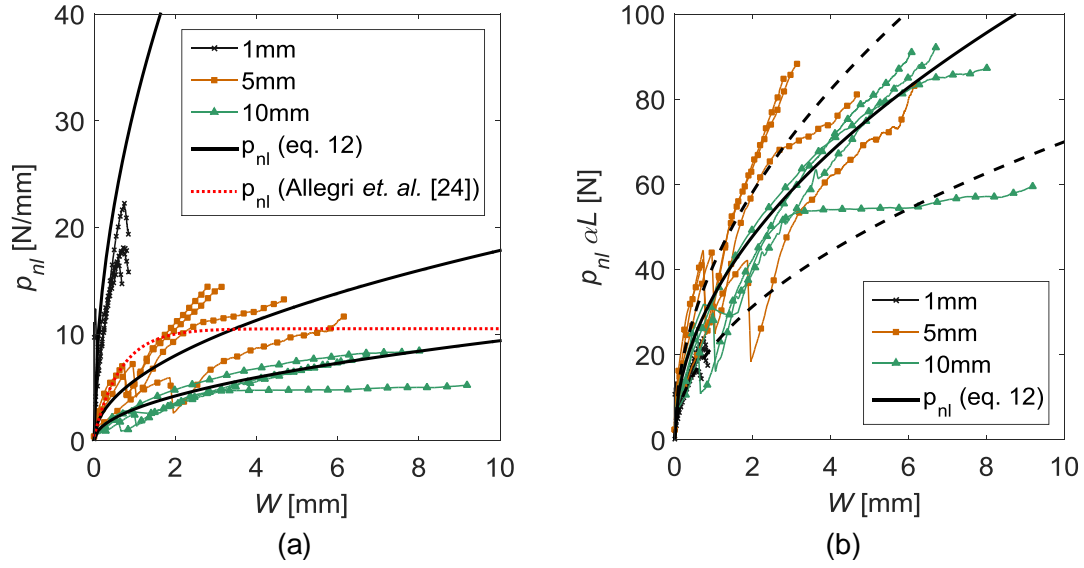 40
30
20
10
0
p_nl [N/mm]
1mm
5mm
10mm
p_nl (eq. 12)
p_nl (Allegri et. al. [24])
0 2 4 6 8 10
W [mm]
(a)
100
80
60
40
20
0
p_nl αL [N]
1mm
5mm
10mm
p_nl (eq. 12)
0 2 4 6 8 10
W [mm]
(b)